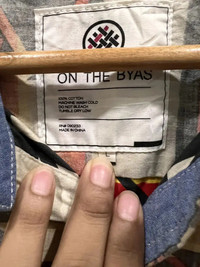 ON THE BYAS
100% COTTON
MACHINE WASH COLD
DO NOT BLEACH
TUMBLE DRY LOW
MADE IN CHINA
L